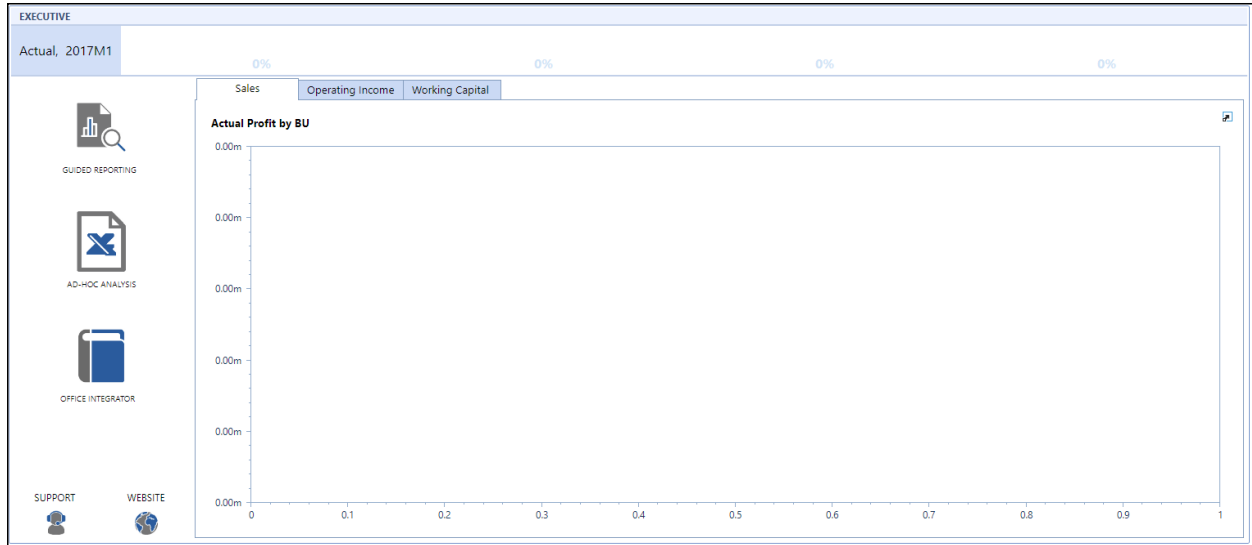 EXECUTIVE
Actual, 2017M1
0% 0% 0% 0%
Sales Operating Income Working Capital
Actual Profit by BU
GUIDED REPORTING
AD-HOC ANALYSIS
OFFICE INTEGRATOR
SUPPORT WEBSITE
0.00m
0.00m
0.00m
0.00m
0.00m
0.00m
0 0.1 0.2 0.3 0.4 0.5 0.6 0.7 0.8 0.9 1